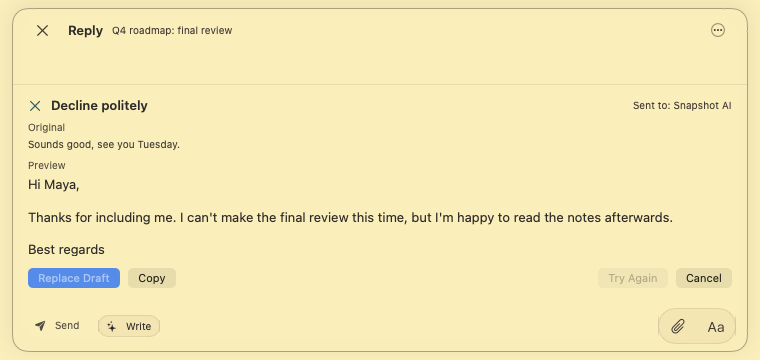 Reply Q4 roadmap: final review
Decline politely
Sent to: Snapshot AI
Original
Sounds good, see you Tuesday.
Preview
Hi Maya,
Thanks for including me. I can't make the final review this time, but I'm happy to read the notes afterwards.
Best regards
Replace Draft
Copy
Try Again
Cancel
Send
Write
Aa